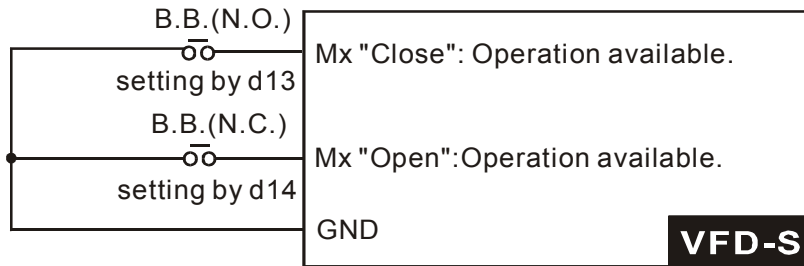 B.B.(N.O.)
Mx "Close": Operation available.
setting by d13
B.B.(N.C.)
Mx "Open":Operation available.
setting by d14
GND
VFD-S